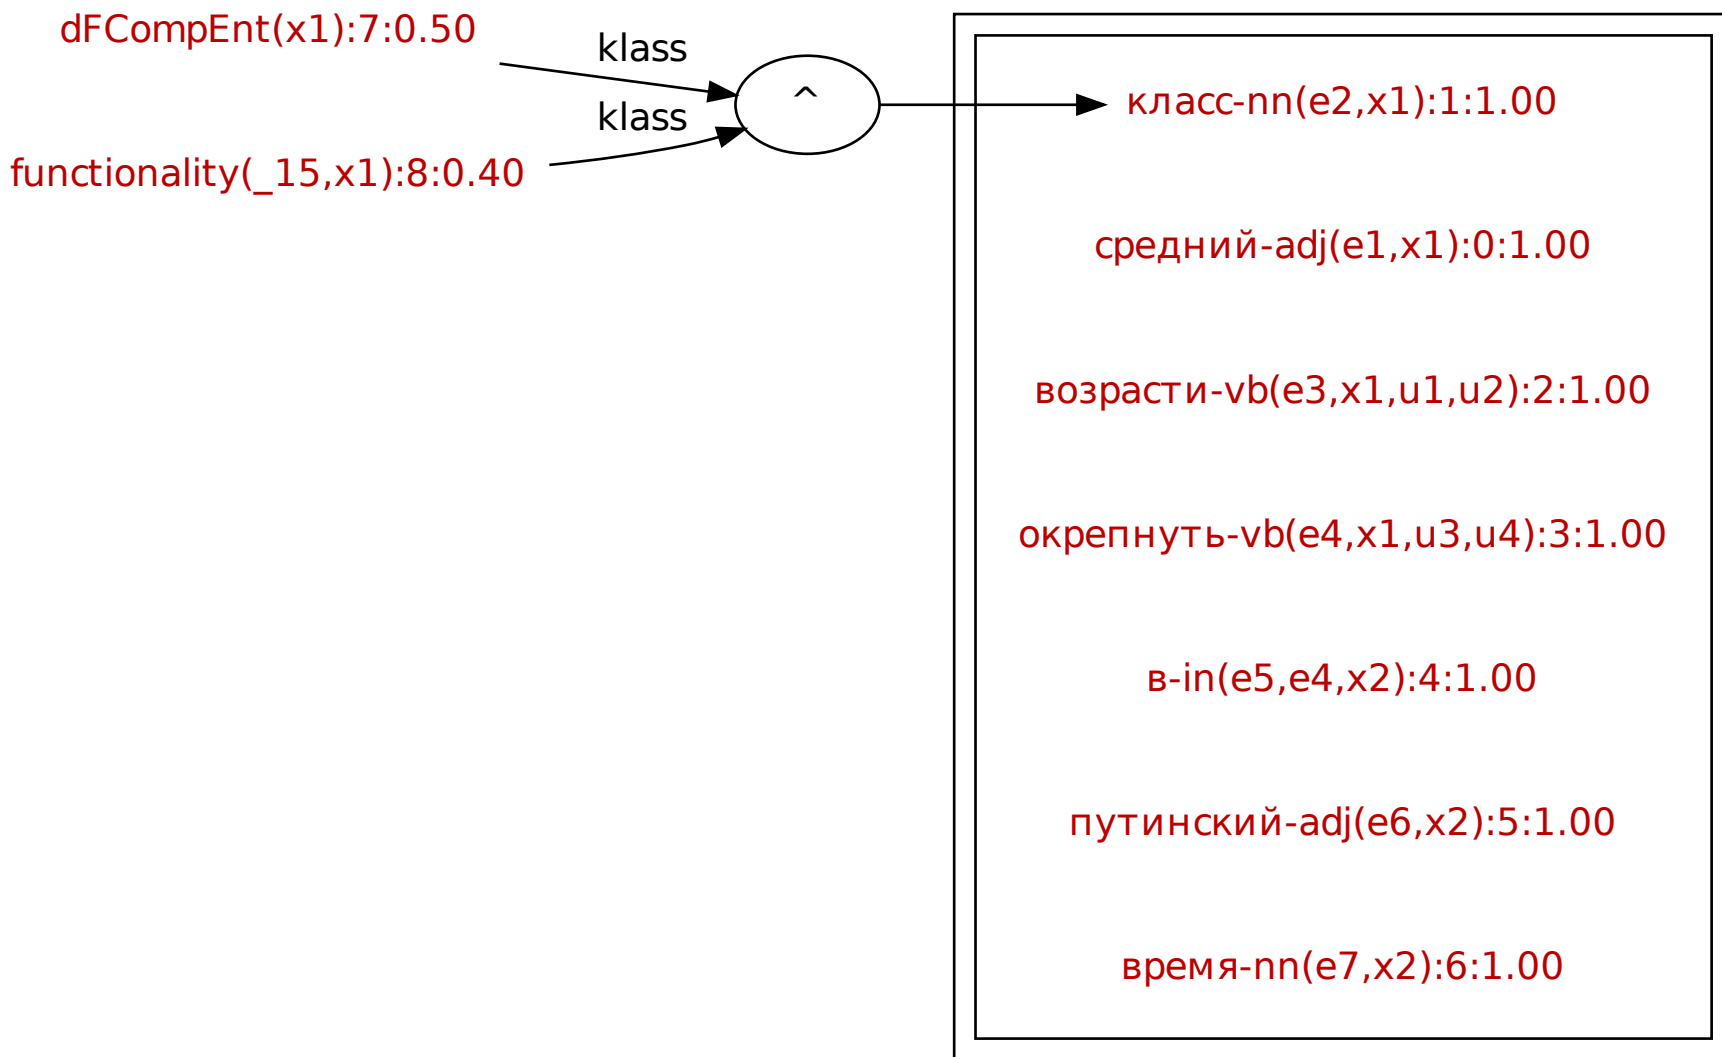 dFCompEnt(x1):7:0.50
klass
^
klass
functionality(_15,x1):8:0.40
класс-nn(e2,x1):1:1.00
средний-adj(e1,x1):0:1.00
возрасти-vb(e3,x1,u1,u2):2:1.00
окрепнуть-vb(e4,x1,u3,u4):3:1.00
в-in(e5,e4,x2):4:1.00
путинский-adj(e6,x2):5:1.00
время-nn(e7,x2):6:1.00